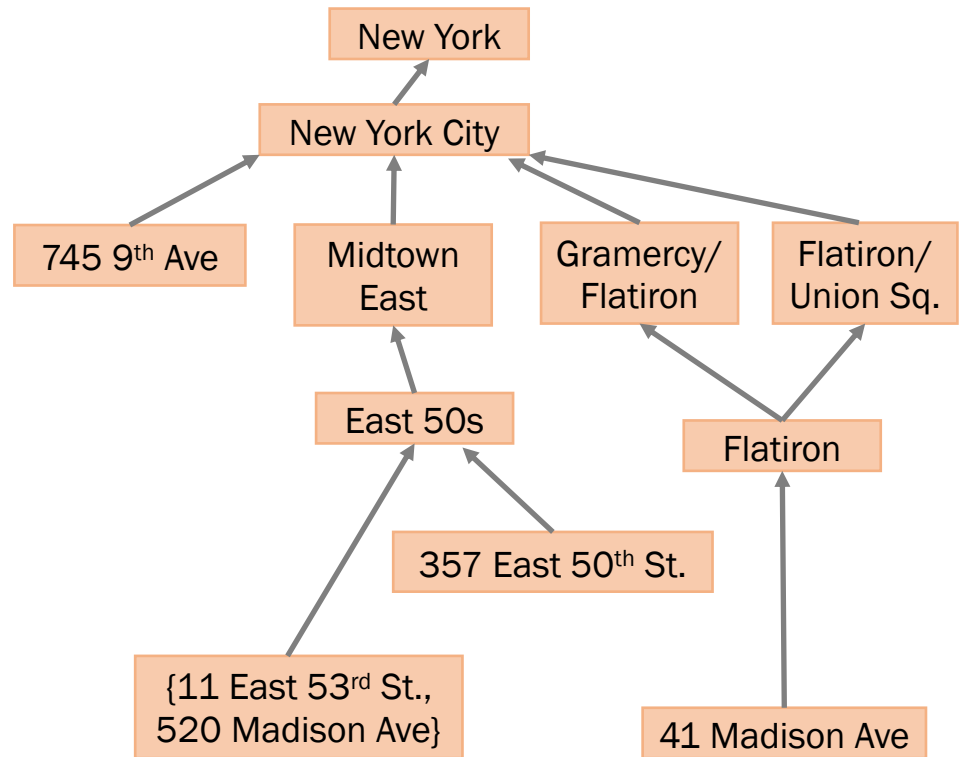 New York
New York City
745 9th Ave
Midtown
East
Gramercy/
Flatiron
Flatiron/
Union Sq.
East 50s
Flatiron
357 East 50th St.
{11 East 53rd St.,
520 Madison Ave}
41 Madison Ave